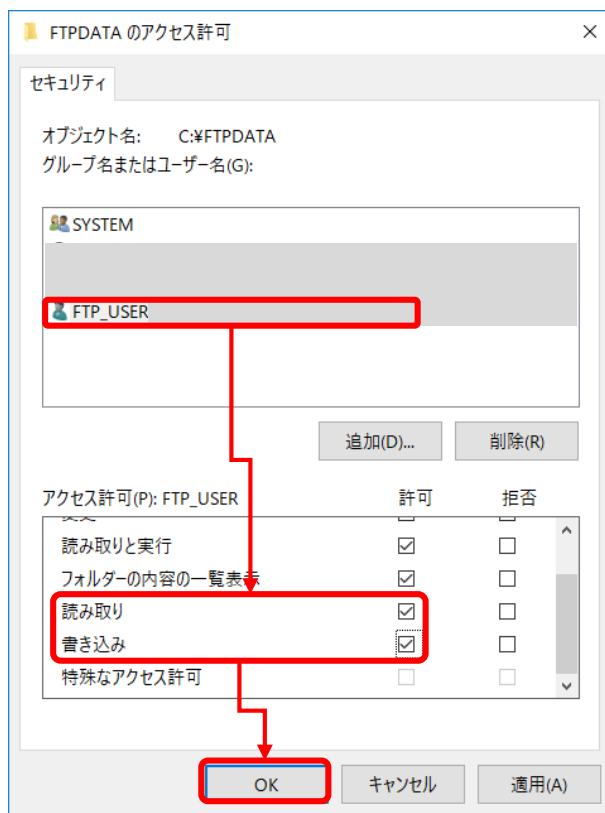 FTPDATA のアクセス許可
セキュリティ
オブジェクト名: C:¥FTPDATA
グループ名またはユーザー名(G):
SYSTEM
FTP_USER
追加(D)... 削除(R)
アクセス許可(P): FTP_USER 許可 拒否
読み取りと実行
フォルダーの内容の一覧表示
読み取り
書き込み
特殊なアクセス許可
OK キャンセル 適用(A)